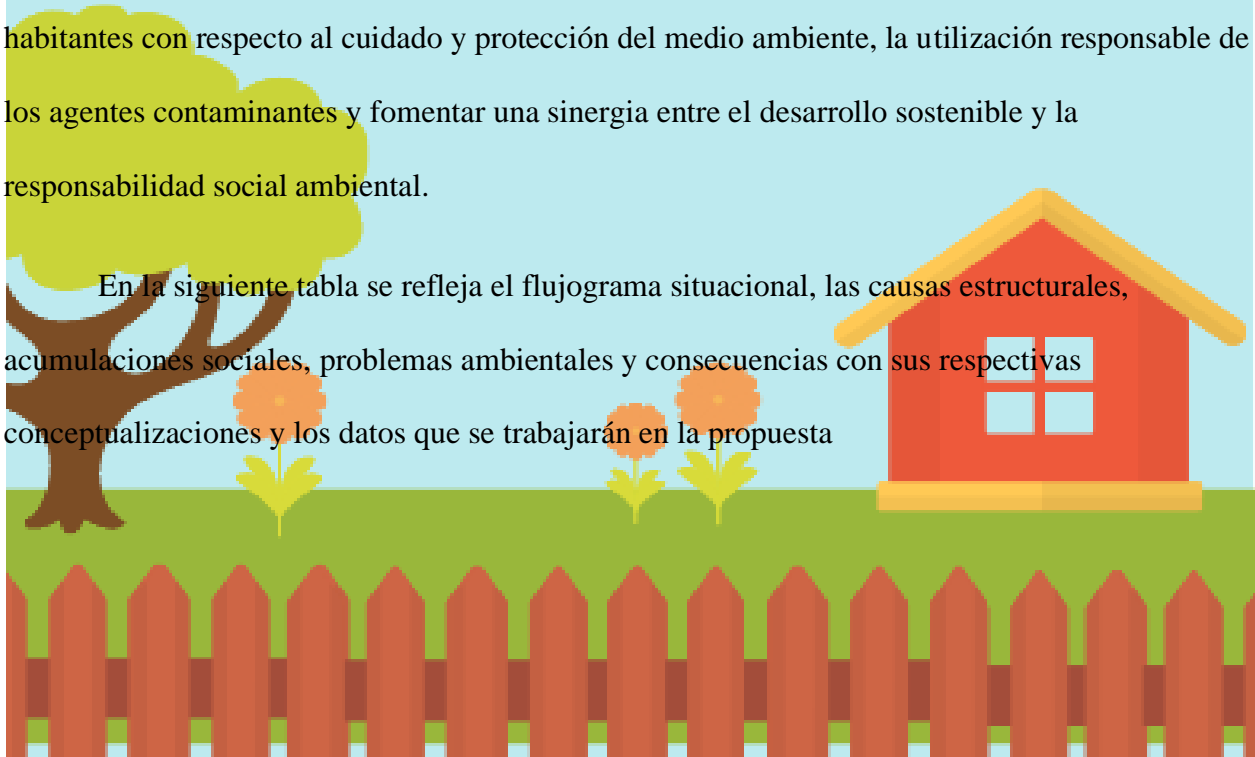 habitantes con respecto al cuidado y protección del medio ambiente, la utilización responsable de
los agentes contaminantes y fomentar una sinergia entre el desarrollo sostenible y la
responsabilidad social ambiental.
En la siguiente tabla se refleja el flujograma situacional, las causas estructurales,
acumulaciones sociales, problemas ambientales y consecuencias con sus respectivas
conceptualizaciones y los datos que se trabajarán en la propuesta